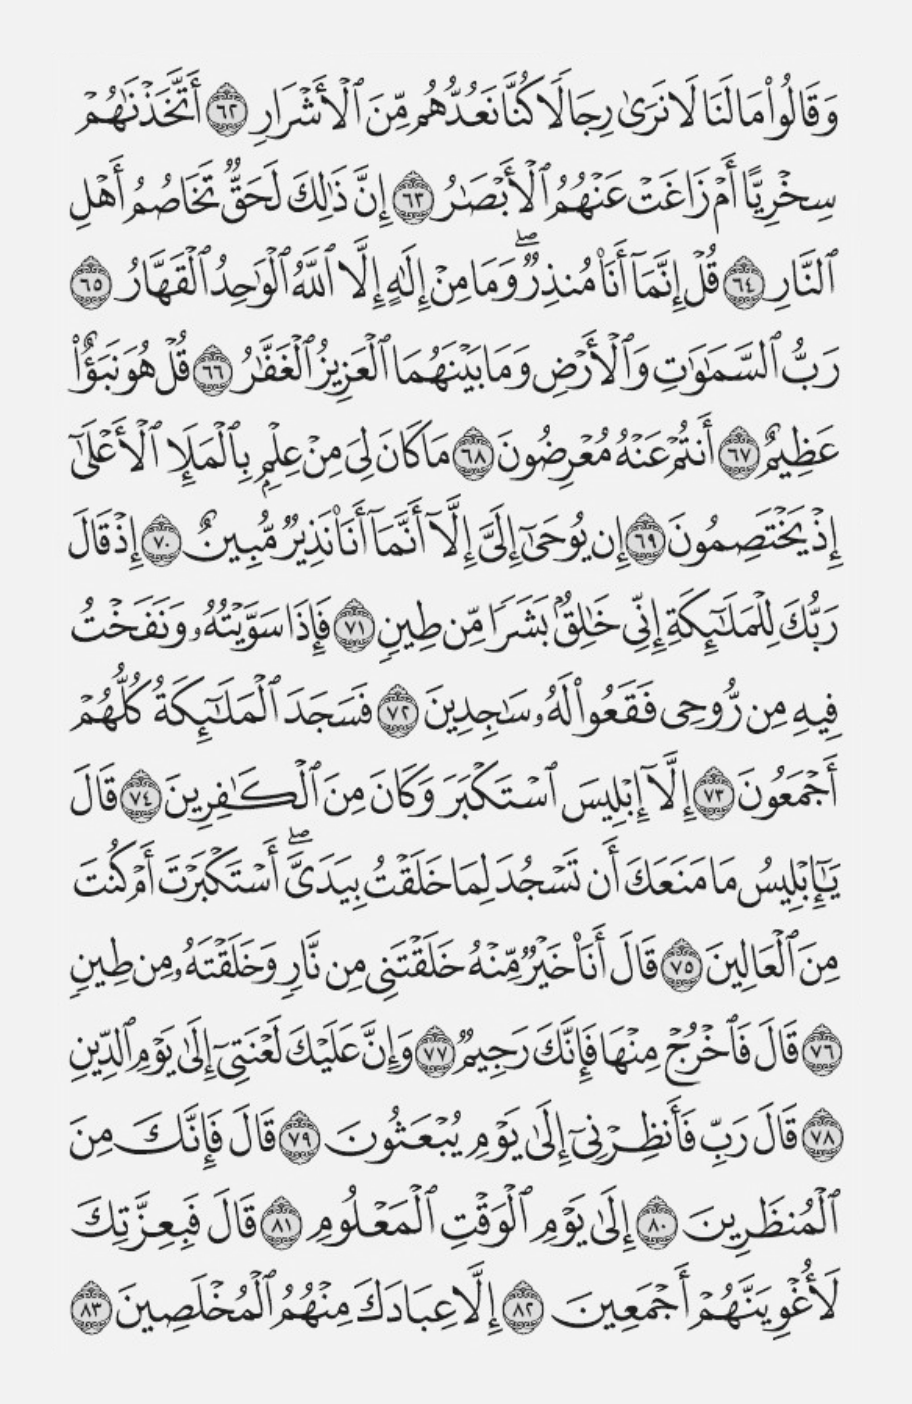 وَقَالُوا۟ مَا لَنَا لَا نَرَىٰ رِجَالًا كُنَّا نَعُدُّهُم مِّنَ ٱلْأَشْرَارِ ٦٢ أَتَّخَذْنَٰهُمْ
سِخْرِيًّا أَمْ زَاغَتْ عَنْهُمُ ٱلْأَبْصَٰرُ ٦٣ إِنَّ ذَٰلِكَ لَحَقٌّ تَخَاصُمُ أَهْلِ
ٱلنَّارِ ٦٤ قُلْ إِنَّمَآ أَنَا۠ مُنذِرٌ ۖ وَمَا مِنْ إِلَٰهٍ إِلَّا ٱللَّهُ ٱلْوَٰحِدُ ٱلْقَهَّارُ ٦٥
رَبُّ ٱلسَّمَٰوَٰتِ وَٱلْأَرْضِ وَمَا بَيْنَهُمَا ٱلْعَزِيزُ ٱلْغَفَّٰرُ ٦٦ قُلْ هُوَ نَبَؤٌا۟
عَظِيمٌ ٦٧ أَنتُمْ عَنْهُ مُعْرِضُونَ ٦٨ مَا كَانَ لِىَ مِنْ عِلْمٍۭ بِٱلْمَلَإِ ٱلْأَعْلَىٰٓ
إِذْ يَخْتَصِمُونَ ٦٩ إِن يُوحَىٰٓ إِلَىَّ إِلَّآ أَنَّمَآ أَنَا۠ نَذِيرٌ مُّبِينٌ ٧٠ إِذْ قَالَ
رَبُّكَ لِلْمَلَٰٓئِكَةِ إِنِّى خَٰلِقٌۢ بَشَرًا مِّن طِينٍ ٧١ فَإِذَا سَوَّيْتُهُۥ وَنَفَخْتُ
فِيهِ مِن رُّوحِى فَقَعُوا۟ لَهُۥ سَٰجِدِينَ ٧٢ فَسَجَدَ ٱلْمَلَٰٓئِكَةُ كُلُّهُمْ
أَجْمَعُونَ ٧٣ إِلَّآ إِبْلِيسَ ٱسْتَكْبَرَ وَكَانَ مِنَ ٱلْكَٰفِرِينَ ٧٤ قَالَ
يَٰٓإِبْلِيسُ مَا مَنَعَكَ أَن تَسْجُدَ لِمَا خَلَقْتُ بِيَدَىَّ ۖ أَسْتَكْبَرْتَ أَمْ كُنتَ
مِنَ ٱلْعَالِينَ ٧٥ قَالَ أَنَا۠ خَيْرٌ مِّنْهُ خَلَقْتَنِى مِن نَّارٍ وَخَلَقْتَهُۥ مِن طِينٍ
٧٦ قَالَ فَٱخْرُجْ مِنْهَا فَإِنَّكَ رَجِيمٌ ٧٧ وَإِنَّ عَلَيْكَ لَعْنَتِىٓ إِلَىٰ يَوْمِ ٱلدِّينِ
٧٨ قَالَ رَبِّ فَأَنظِرْنِىٓ إِلَىٰ يَوْمِ يُبْعَثُونَ ٧٩ قَالَ فَإِنَّكَ مِنَ
ٱلْمُنظَرِينَ ٨٠ إِلَىٰ يَوْمِ ٱلْوَقْتِ ٱلْمَعْلُومِ ٨١ قَالَ فَبِعِزَّتِكَ
لَأُغْوِيَنَّهُمْ أَجْمَعِينَ ٨٢ إِلَّا عِبَادَكَ مِنْهُمُ ٱلْمُخْلَصِينَ ٨٣